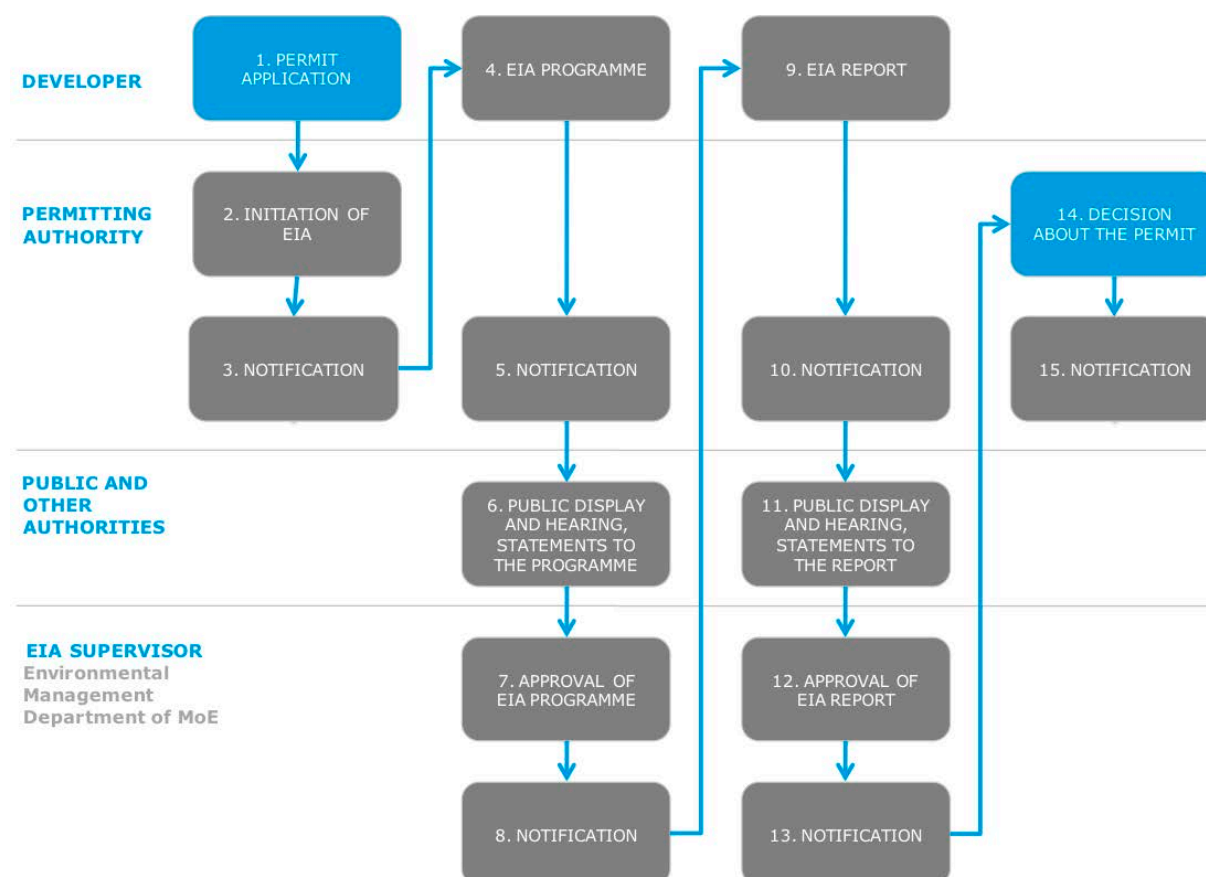 DEVELOPER
1. PERMIT
APPLICATION
4. EIA PROGRAMME
9. EIA REPORT
PERMITTING
AUTHORITY
2. INITIATION OF
EIA
14. DECISION
ABOUT THE PERMIT
3. NOTIFICATION
5. NOTIFICATION
10. NOTIFICATION
15. NOTIFICATION
PUBLIC AND
OTHER
AUTHORITIES
6. PUBLIC DISPLAY
AND HEARING,
STATEMENTS TO
THE PROGRAMME
11. PUBLIC DISPLAY
AND HEARING,
STATEMENTS TO
THE REPORT
EIA SUPERVISOR
Environmental
Management
Department of MoE
7. APPROVAL OF
EIA PROGRAMME
12. APPROVAL OF
EIA REPORT
8. NOTIFICATION
13. NOTIFICATION